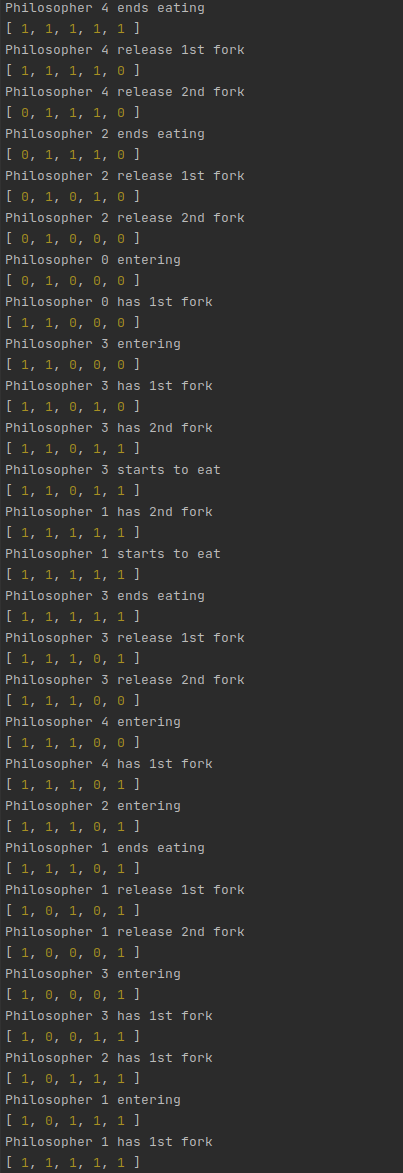 Philosopher 4 ends eating
[ 1, 1, 1, 1, 1 ]
Philosopher 4 release 1st fork
[ 1, 1, 1, 1, 0 ]
Philosopher 4 release 2nd fork
[ 0, 1, 1, 1, 0 ]
Philosopher 2 ends eating
[ 0, 1, 1, 1, 0 ]
Philosopher 2 release 1st fork
[ 0, 1, 0, 1, 0 ]
Philosopher 2 release 2nd fork
[ 0, 1, 0, 0, 0 ]
Philosopher 0 entering
[ 0, 1, 0, 0, 0 ]
Philosopher 0 has 1st fork
[ 1, 1, 0, 0, 0 ]
Philosopher 3 entering
[ 1, 1, 0, 0, 0 ]
Philosopher 3 has 1st fork
[ 1, 1, 0, 1, 0 ]
Philosopher 3 has 2nd fork
[ 1, 1, 0, 1, 1 ]
Philosopher 3 starts to eat
[ 1, 1, 0, 1, 1 ]
Philosopher 1 has 2nd fork
[ 1, 1, 1, 1, 1 ]
Philosopher 1 starts to eat
[ 1, 1, 1, 1, 1 ]
Philosopher 3 ends eating
[ 1, 1, 1, 1, 1 ]
Philosopher 3 release 1st fork
[ 1, 1, 1, 0, 1 ]
Philosopher 3 release 2nd fork
[ 1, 1, 1, 0, 0 ]
Philosopher 4 entering
[ 1, 1, 1, 0, 0 ]
Philosopher 4 has 1st fork
[ 1, 1, 1, 0, 1 ]
Philosopher 2 entering
[ 1, 1, 1, 0, 1 ]
Philosopher 1 ends eating
[ 1, 1, 1, 0, 1 ]
Philosopher 1 release 1st fork
[ 1, 0, 1, 0, 1 ]
Philosopher 1 release 2nd fork
[ 1, 0, 0, 0, 1 ]
Philosopher 3 entering
[ 1, 0, 0, 0, 1 ]
Philosopher 3 has 1st fork
[ 1, 0, 0, 1, 1 ]
Philosopher 2 has 1st fork
[ 1, 0, 1, 1, 1 ]
Philosopher 1 entering
[ 1, 0, 1, 1, 1 ]
Philosopher 1 has 1st fork
[ 1, 1, 1, 1, 1 ]